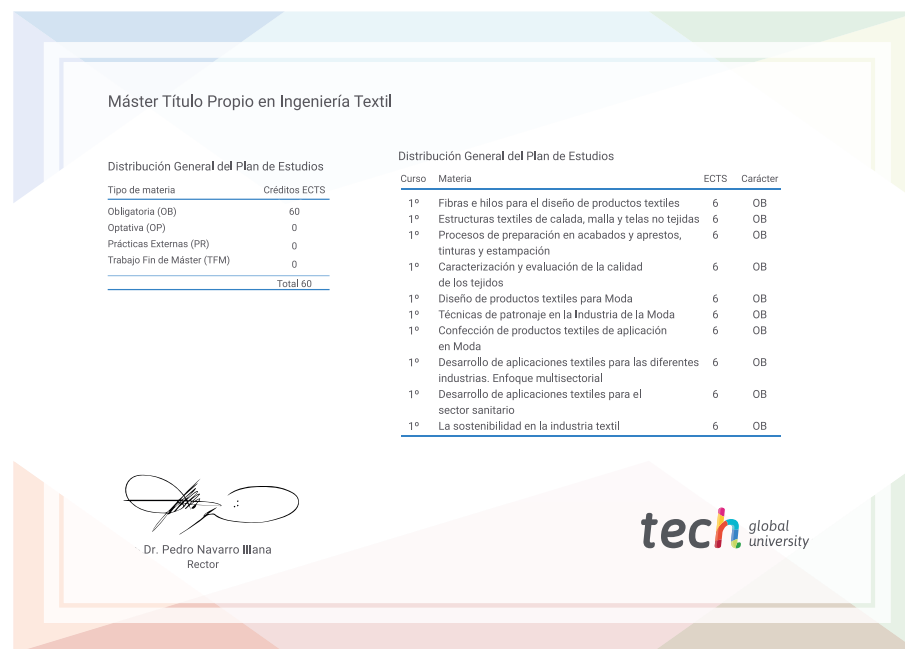 Máster Título Propio en Ingeniería Textil
Distribución General del Plan de Estudios
Tipo de materia Créditos ECTS
Obligatoria (OB) 60
Optativa (OP) 0
Prácticas Externas (PR) 0
Trabajo Fin de Máster (TFM) 0
Total 60
Distribución General del Plan de Estudios
Curso Materia ECTS Carácter
1º Fibras e hilos para el diseño de productos textiles 6 OB
1º Estructuras textiles de calada, malla y telas no tejidas 6 OB
1º Procesos de preparación en acabados y aprestos, 6 OB
tinturas y estampación
1º Caracterización y evaluación de la calidad 6 OB
de los tejidos
1º Diseño de productos textiles para Moda 6 OB
1º Técnicas de patronaje en la Industria de la Moda 6 OB
1º Confección de productos textiles de aplicación 6 OB
en Moda
1º Desarrollo de aplicaciones textiles para las diferentes 6 OB
industrias. Enfoque multisectorial
1º Desarrollo de aplicaciones textiles para el 6 OB
sector sanitario
1º La sostenibilidad en la industria textil 6 OB
Dr. Pedro Navarro Illana
Rector
tech global
university